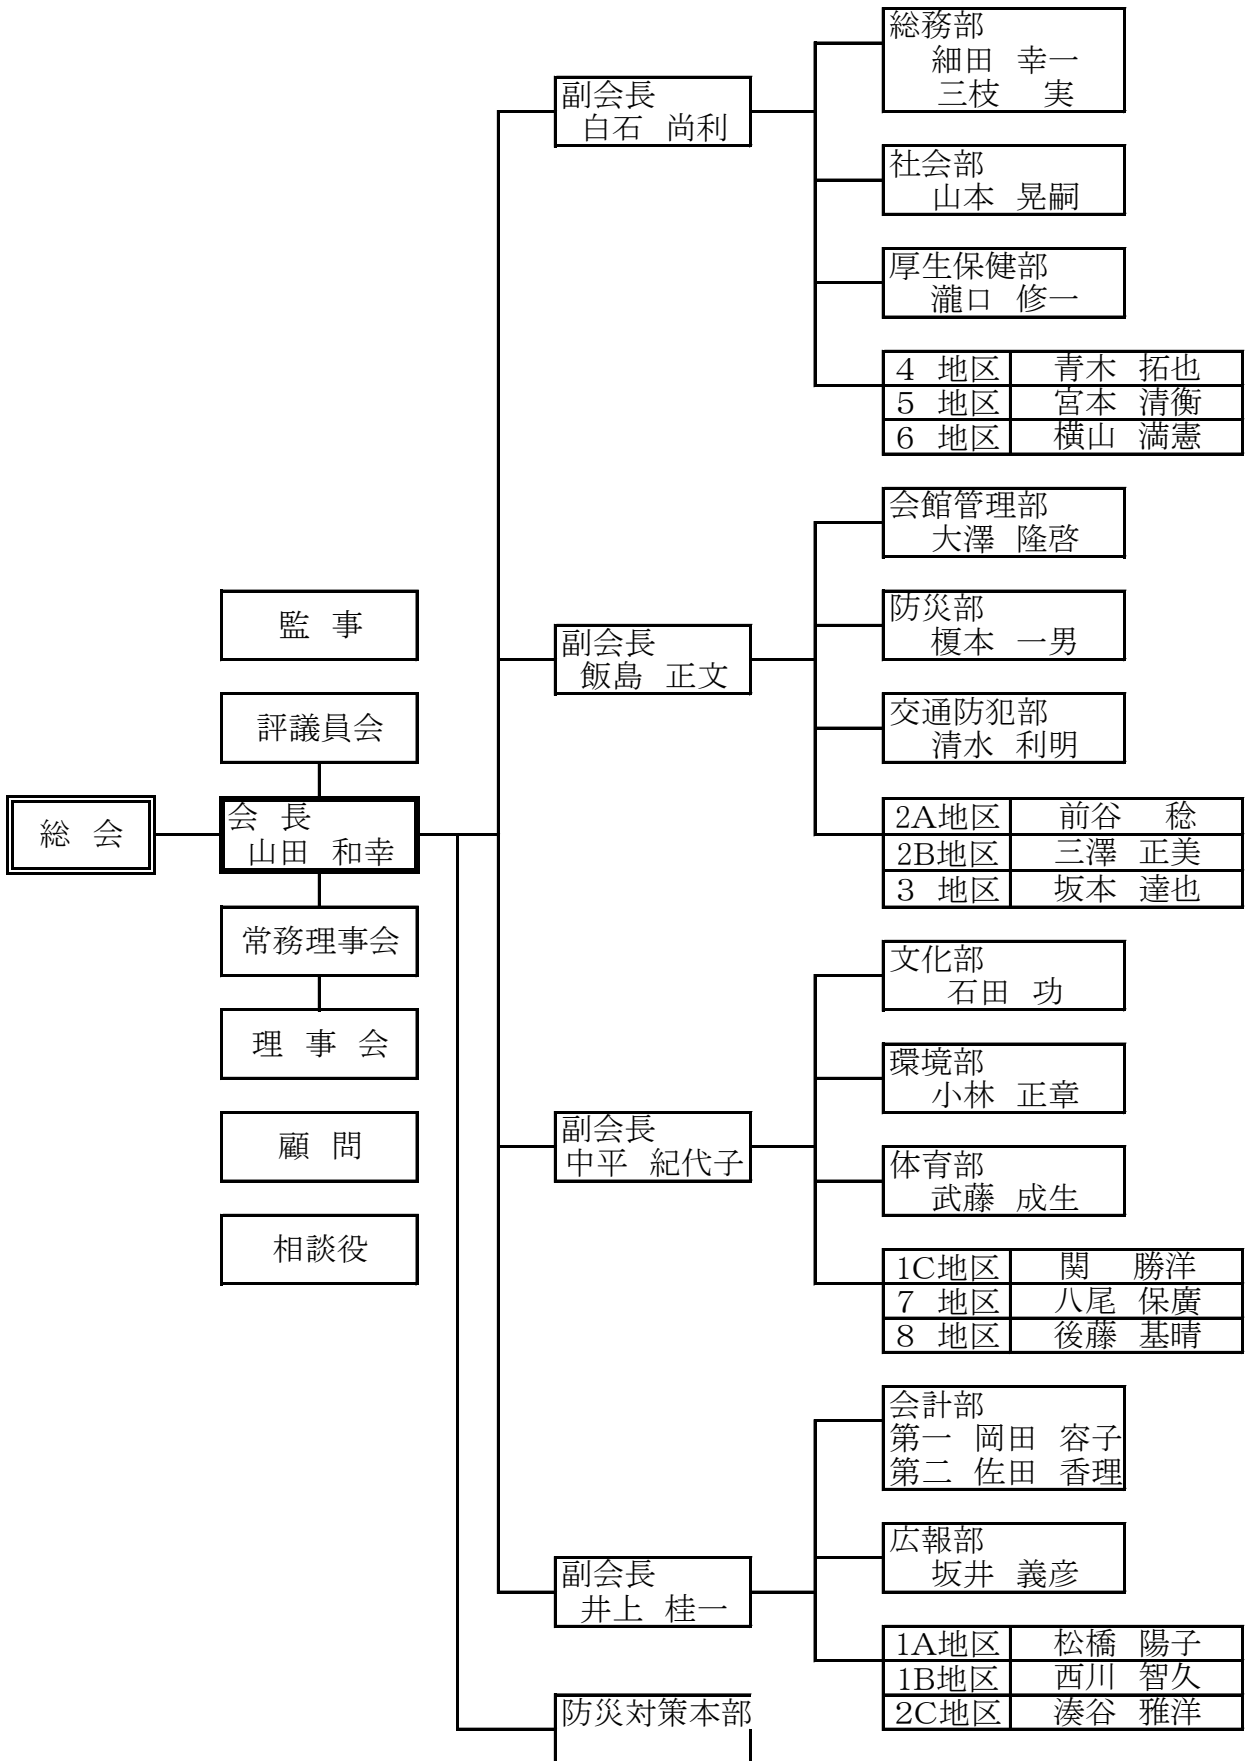 総 会
監 事
評議員会
会 長
山田 和幸
常務理事会
理 事 会
顧 問
相談役
副会長
白石 尚利
総務部
細田 幸一
三枝 実
社会部
山本 晃嗣
厚生保健部
瀧口 修一
4 地区 青木 拓也
5 地区 宮本 清衡
6 地区 横山 満憲
副会長
飯島 正文
会館管理部
大澤 隆啓
防災部
榎本 一男
交通防犯部
清水 利明
2A地区 前谷 稔
2B地区 三澤 正美
3 地区 坂本 達也
副会長
中平 紀代子
文化部
石田 功
環境部
小林 正章
体育部
武藤 成生
1C地区 関 勝洋
7 地区 八尾 保廣
8 地区 後藤 基晴
副会長
井上 桂一
会計部
第一 岡田 容子
第二 佐田 香理
広報部
坂井 義彦
1A地区 松橋 陽子
1B地区 西川 智久
2C地区 湊谷 雅洋
防災対策本部